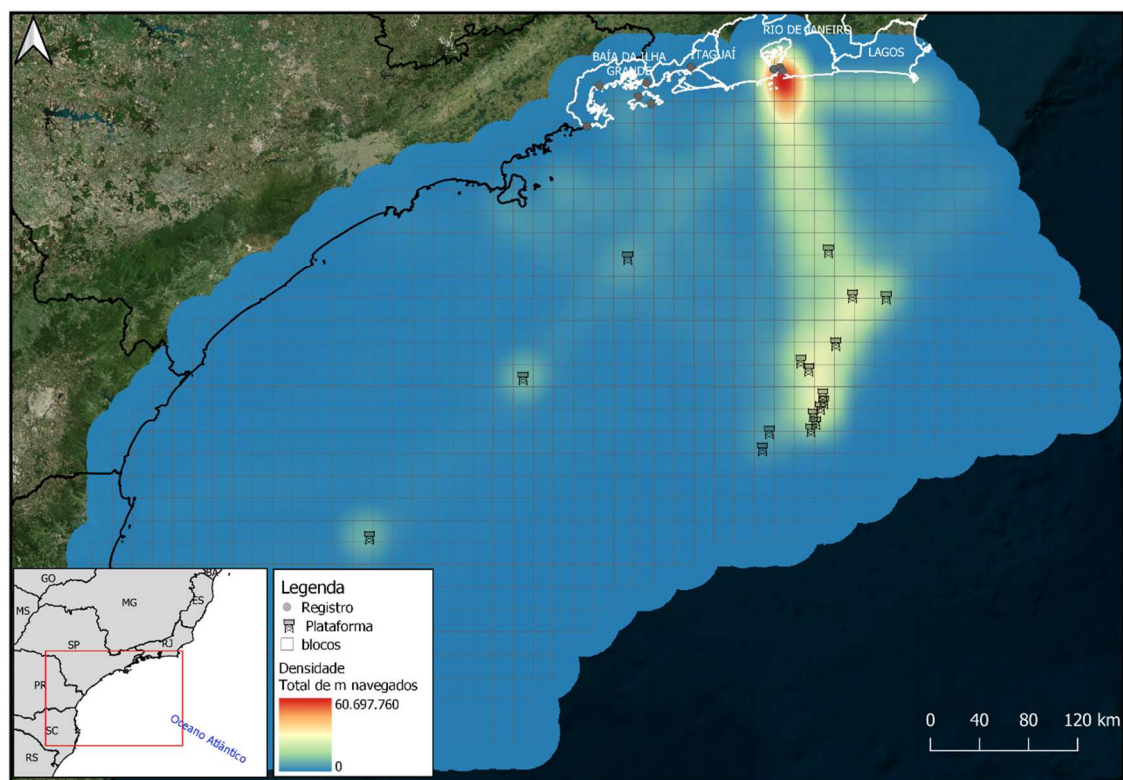 RIO DE JANEIRO
BAÍA DA ILHA
GRANDE
ITAGUAÍ
LAGOS
GO
MS
MG
ES
SP
RJ
PR
SC
RS
Oceano Atlântico
Legenda
Registro
Plataforma
blocos
Densidade
Total de m navegados
60.697.760
0
0 40 80 120 km